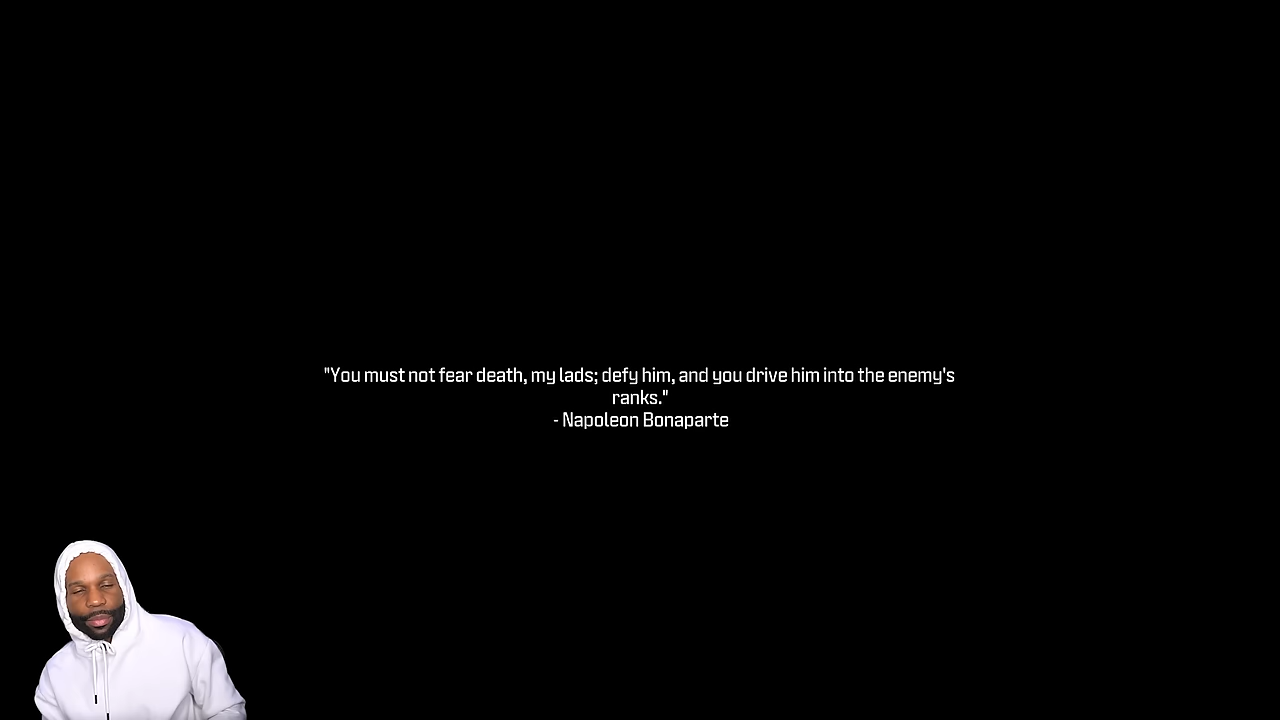 "You must not fear death, my lads; defy him, and you drive him into the enemy's
ranks."
- Napoleon Bonaparte